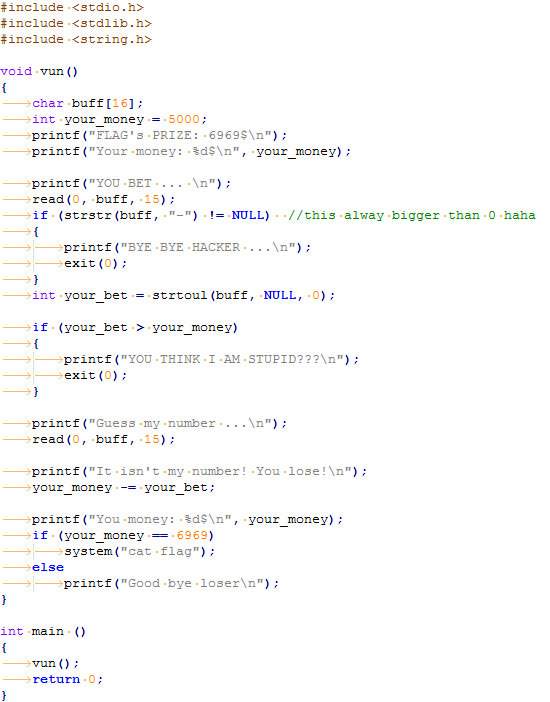 #include <stdio.h>
#include <stdlib.h>
#include <string.h>
void vun()
{
char buff[16];
int your_money = 5000;
printf("FLAG's PRIZE: 6969$\n");
printf("Your money: %d$\n", your_money);
printf("YOU BET ... \n");
read(0, buff, 15);
if (strstr(buff, "-") != NULL) //this alway bigger than 0 haha
{
printf("BYE BYE HACKER ...\n");
exit(0);
}
int your_bet = strtoul(buff, NULL, 0);
if (your_bet > your_money)
{
printf("YOU THINK I AM STUPID???\n");
exit(0);
}
printf("Guess my number ...\n");
read(0, buff, 15);
printf("It isn't my number! You lose!\n");
your_money -= your_bet;
printf("You money: %d$\n", your_money);
if (your_money == 6969)
system("cat flag");
else
printf("Good bye loser\n");
}
int main ()
{
vun();
return 0;
}